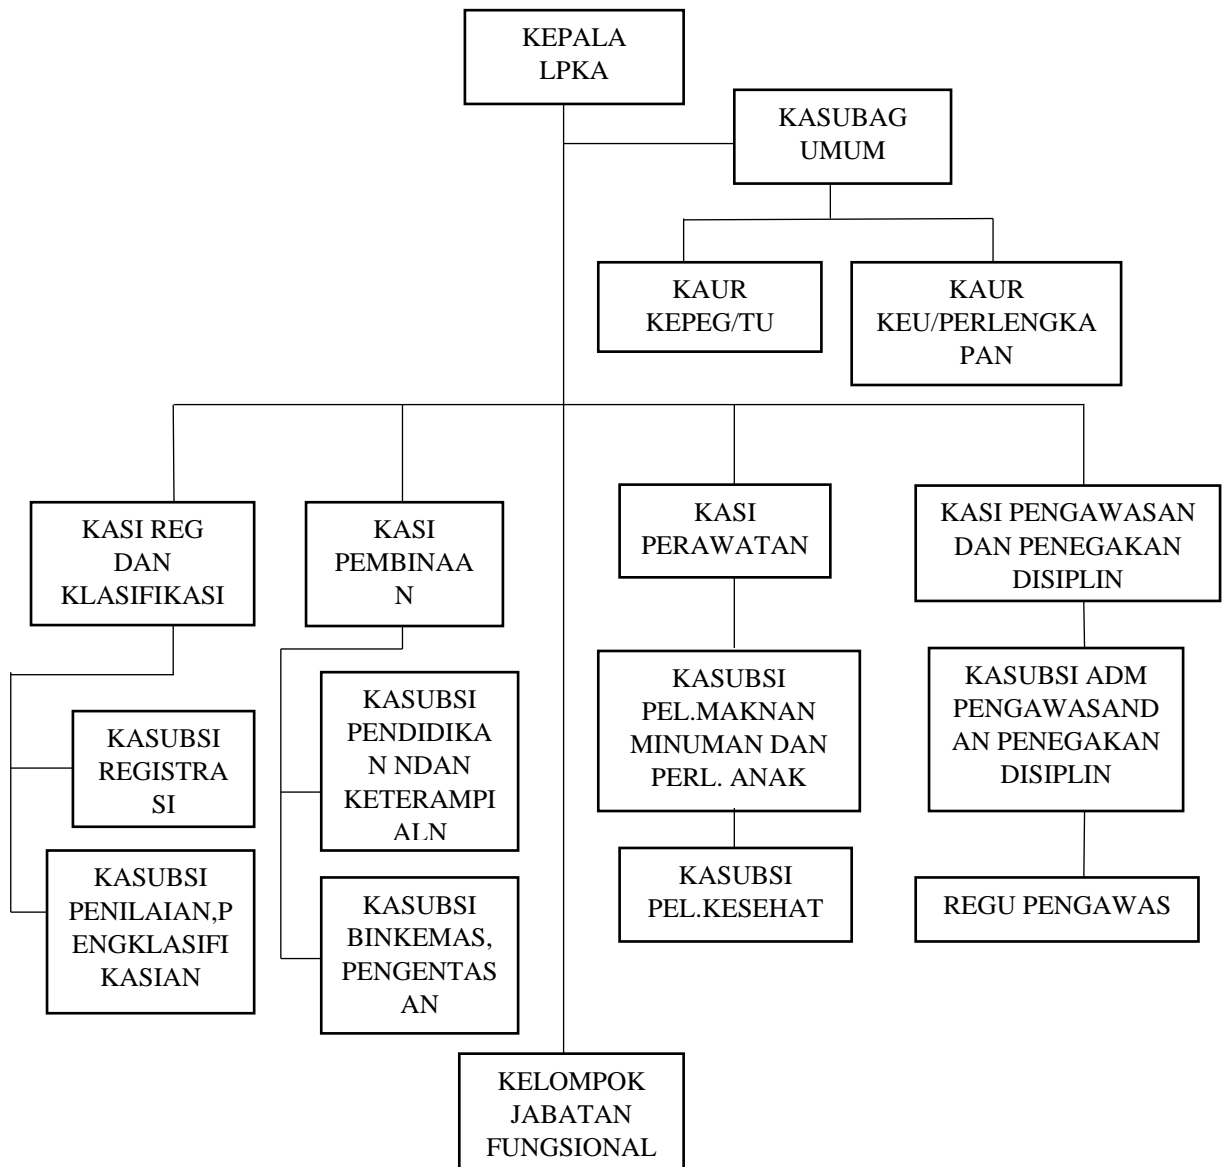 KEPALA
LPKA
KASUBAG
UMUM
KAUR
KEPEG/TU
KAUR
KEU/PERLENGKA
PAN
KASI REG
DAN
KLASIFIKASI
KASI
PEMBINAA
N
KASI
PERAWATAN
KASI PENGAWASAN
DAN PENEGAKAN
DISIPLIN
KASUBSI
REGISTRA
SI
KASUBSI
PENILAIAN,P
ENGKLASIFI
KASIAN
KASUBSI
PENDIDIKA
N NDAN
KETERAMPI
ALN
KASUBSI
BINKEMAS,
PENGENTAS
AN
KASUBSI
PEL.MAKNAN
MINUMAN DAN
PERL. ANAK
KASUBSI
PEL.KESEHAT
KASUBSI ADM
PENGAWASAND
AN PENEGAKAN
DISIPLIN
REGU PENGAWAS
KELOMPOK
JABATAN
FUNGSIONAL